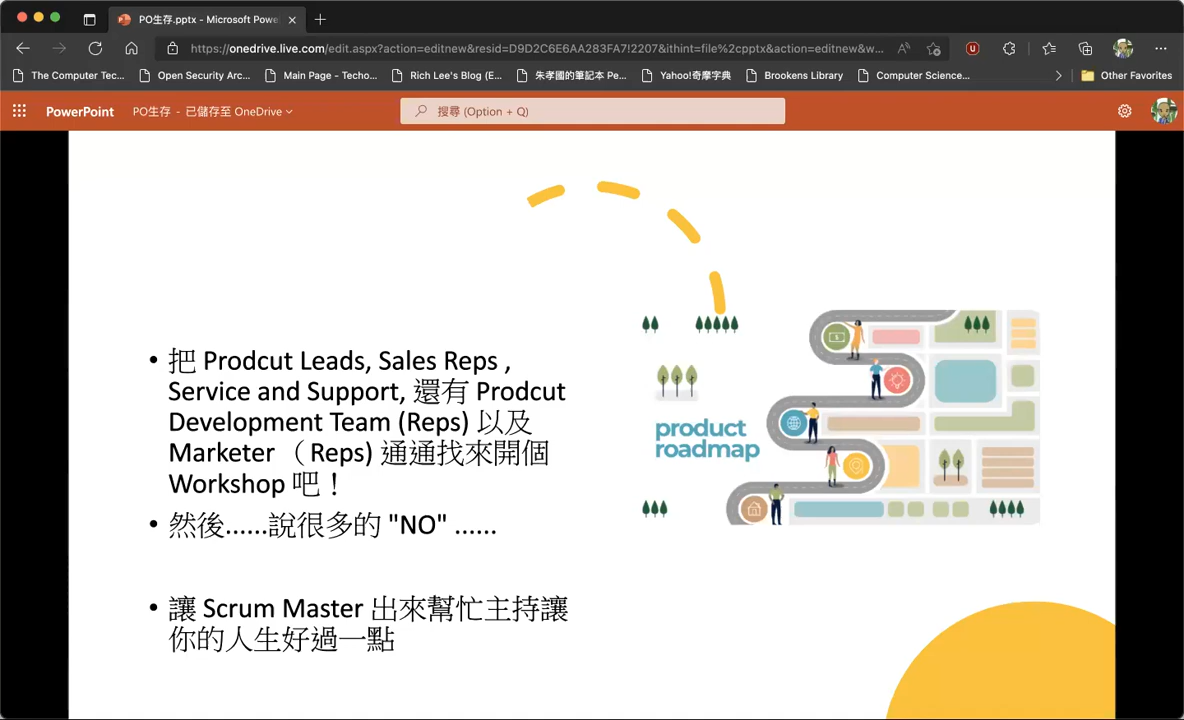 PO生存.pptx - Microsoft Powe
https://onedrive.live.com/edit.aspx?action=editnew&resid=D9D2C6E6AA283FA7!2207&ithint=file%2cpptx&action=editnew&w...
The Computer Tec...
Open Security Arc...
Main Page - Techo...
Rich Lee's Blog (E...
朱孝國的筆記本 Pe...
Yahoo!奇摩字典
Brookens Library
Computer Science...
Other Favorites
PowerPoint
PO生存 - 已儲存至 OneDrive
搜尋 (Option + Q)
• 把 Prodcut Leads, Sales Reps ,
Service and Support, 還有 Prodcut
Development Team (Reps) 以及
Marketer （ Reps) 通通找來開個
Workshop 吧！
• 然後......說很多的 "NO" ......
• 讓 Scrum Master 出來幫忙主持讓
你的人生好過一點
product
roadmap